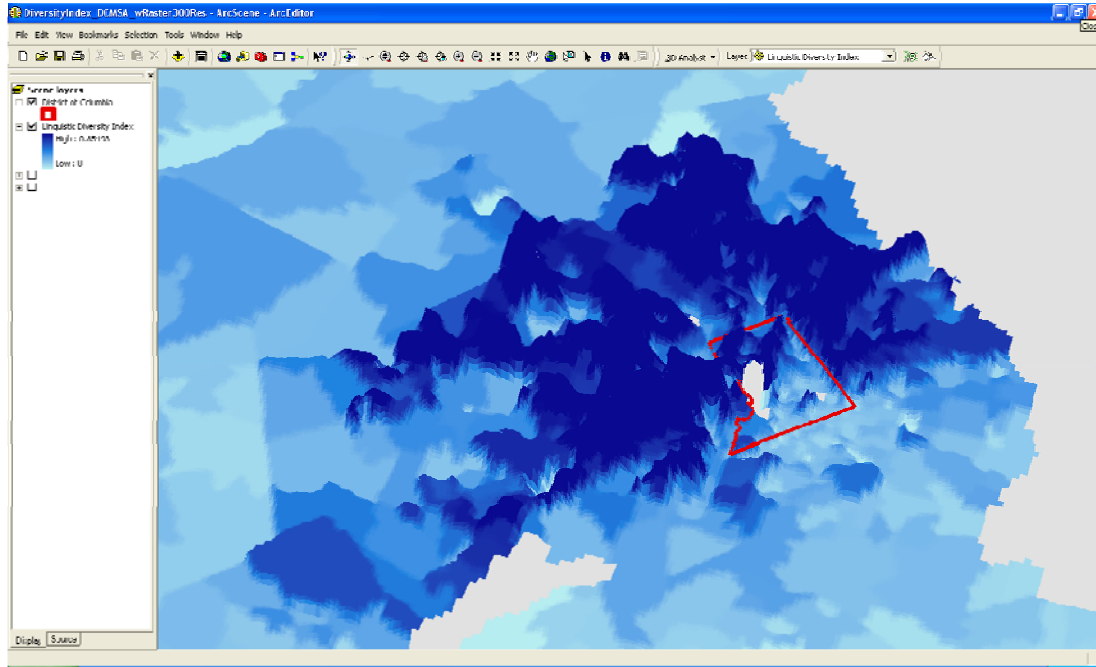 DiversityIndex_DCMSA_wRaster300Res - ArcScene - ArcEditor
File Edit View Bookmarks Selection Tools Window Help
3D Analyst Layer: Linguistic Diversity Index
Scene layers
District of Columbia
Linguistic Diversity Index
High :
Low : 0
Display Source